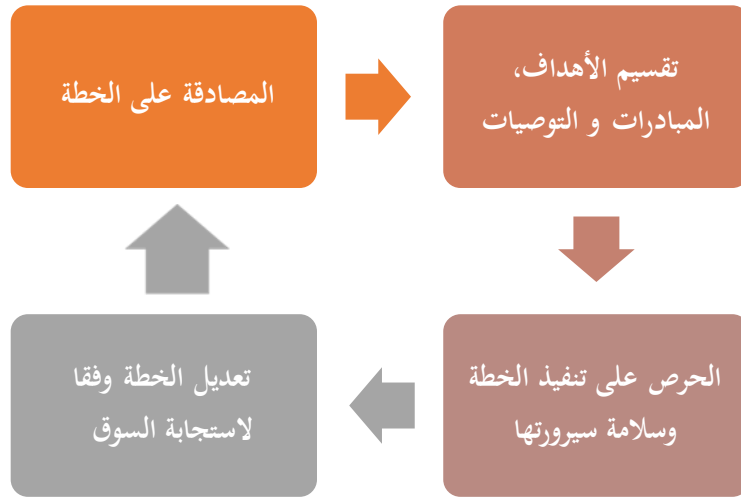 المصادقة على الخطة
تقسيم الأهداف،
المبادرات و التوصيات
الحرص على تنفيذ الخطة
وسلامة سيرورتها
تعديل الخطة وفقا
لاستجابة السوق